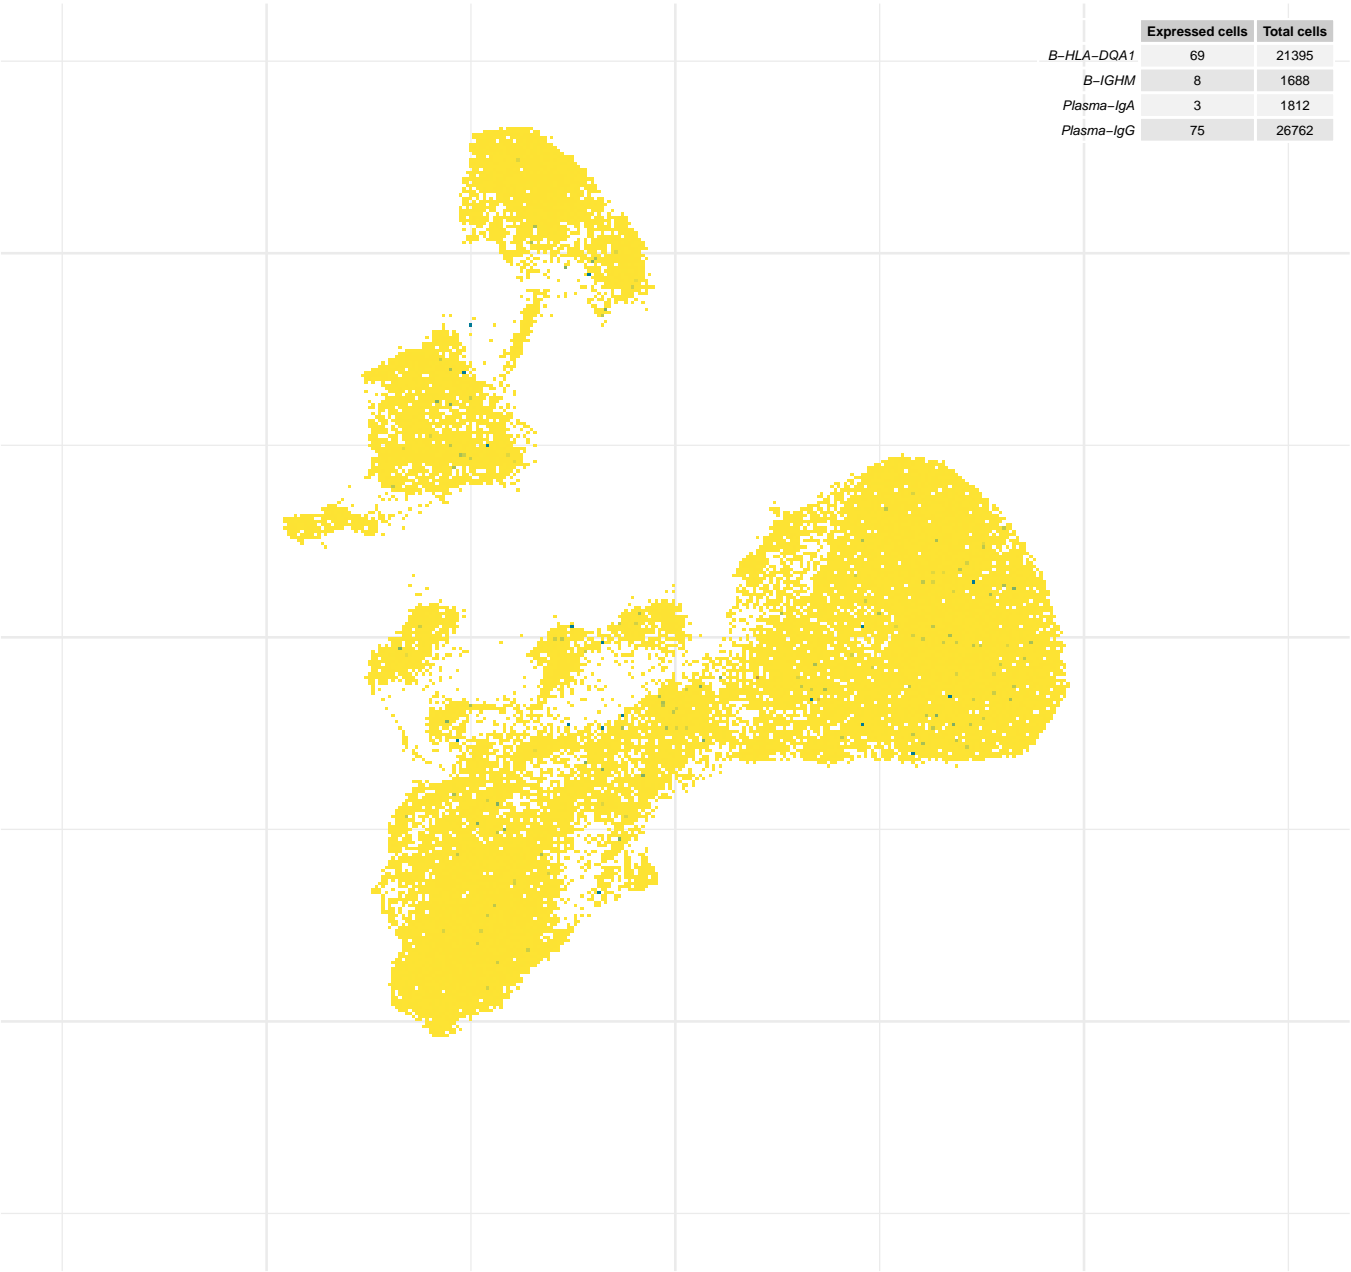 Expressed cells Total cells
B−HLA−DQA1 69 21395
B−IGHM 8 1688
Plasma−IgA 3 1812
Plasma−IgG 75 26762